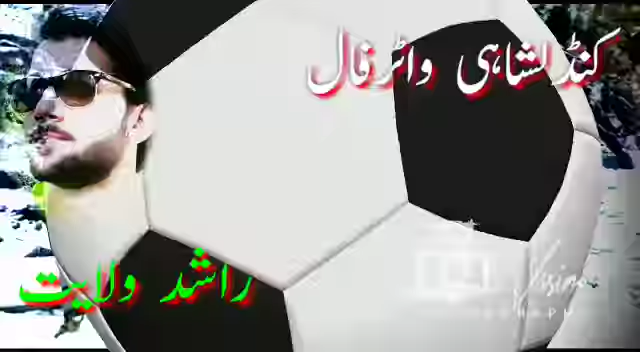 کنڈلشاہی واٹرفال
راشد ولایت